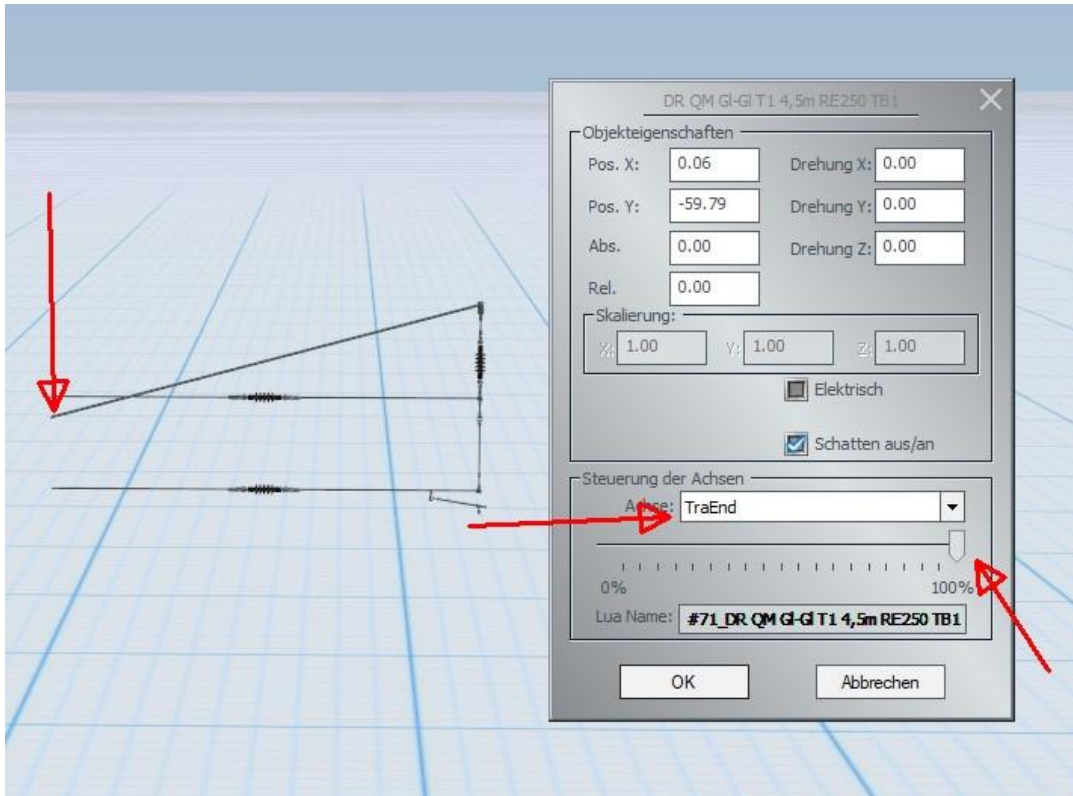 DR QM Gl-Gl T1 4,5m RE250 TB1
Objekteigenschaften
Pos. X: 0.06 Drehung X: 0.00
Pos. Y: -59.79 Drehung Y: 0.00
Abs. 0.00 Drehung Z: 0.00
Rel. 0.00
Skalierung:
X: 1.00 Y: 1.00 Z: 1.00
Elektrisch
Schatten aus/an
Steuerung der Achsen
Achse: TraEnd
0% 100%
Lua Name: #71_DR QM Gl-Gl T1 4,5m RE250 TB1
OK Abbrechen